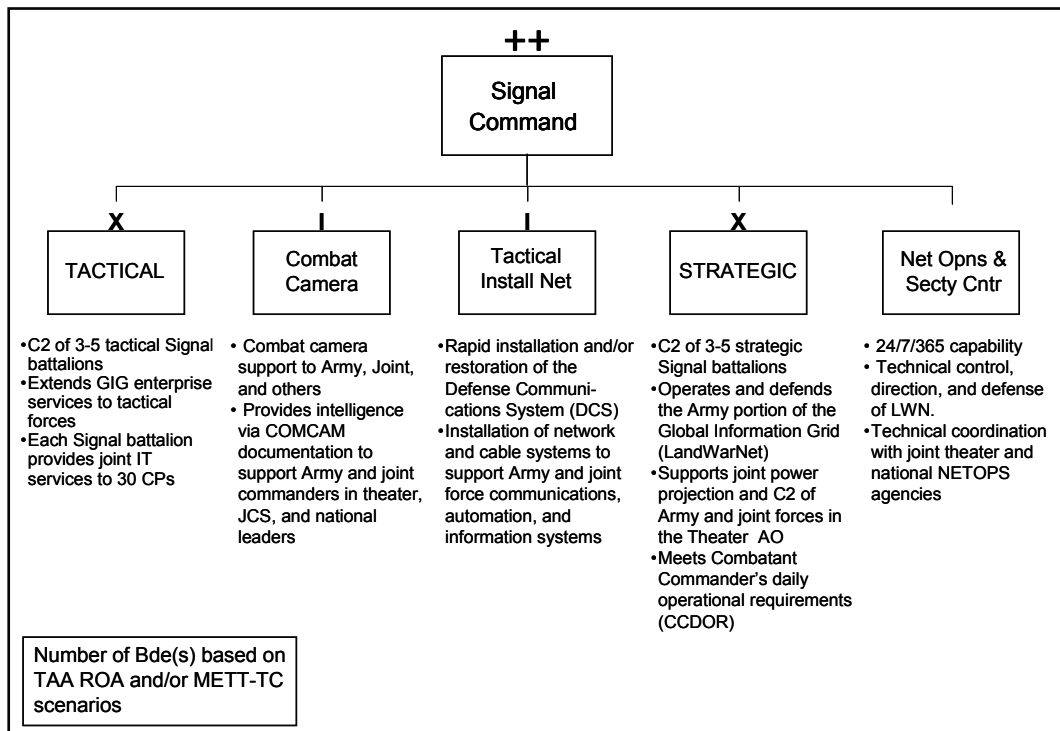 ++
Signal
Command
X
TACTICAL
•C2 of 3-5 tactical Signal
battalions
•Extends GIG enterprise
services to tactical
forces
•Each Signal battalion
provides joint IT
services to 30 CPs
I
Combat
Camera
• Combat camera
support to Army, Joint,
and others
• Provides intelligence
via COMCAM
documentation to
support Army and joint
commanders in theater,
JCS, and national
leaders
I
Tactical
Install Net
•Rapid installation and/or
restoration of the
Defense Communi-
cations System (DCS)
•Installation of network
and cable systems to
support Army and joint
force communications,
automation, and
information systems
X
STRATEGIC
•C2 of 3-5 strategic
Signal battalions
•Operates and defends
the Army portion of the
Global Information Grid
(LandWarNet)
•Supports joint power
projection and C2 of
Army and joint forces in
the Theater AO
•Meets Combatant
Commander's daily
operational requirements
(CCDOR)
Net Opns &
Secty Cntr
• 24/7/365 capability
• Technical control,
direction, and defense
of LWN.
•Technical coordination
with joint theater and
national NETOPS
agencies
Number of Bde(s) based on
TAA ROA and/or METT-TC
scenarios